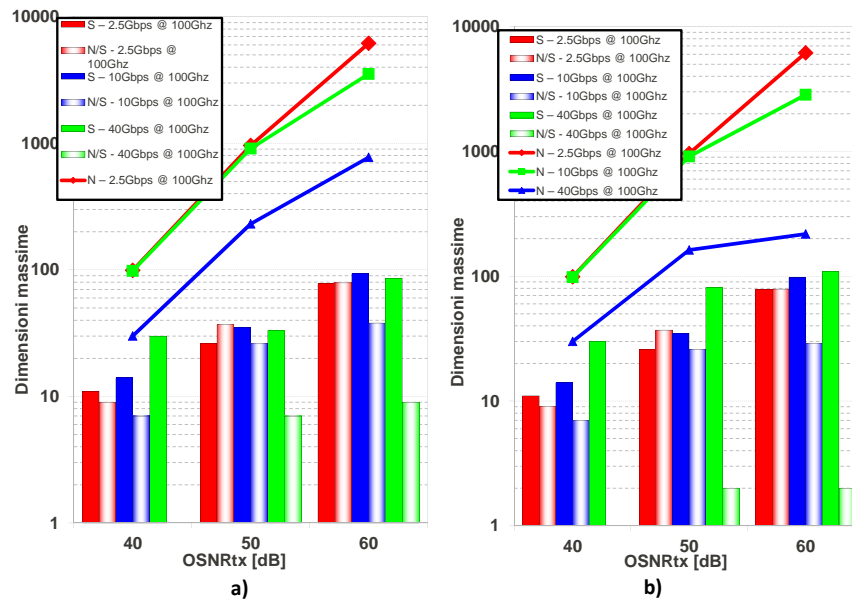 10000
1000
100
10
1
Dimensioni massime
S – 2.5Gbps @ 100Ghz
N/S - 2.5Gbps @
100Ghz
S – 10Gbps @ 100Ghz
N/S - 10Gbps @ 100Ghz
S – 40Gbps @ 100Ghz
N/S - 40Gbps @ 100Ghz
N – 2.5Gbps @ 100Ghz
40
50
60
OSNRtx [dB]
a)
10000
1000
100
10
1
Dimensioni massime
S – 2.5Gbps @ 100Ghz
N/S - 2.5Gbps @ 100Ghz
S – 10Gbps @ 100Ghz
N/S - 10Gbps @ 100Ghz
S – 40Gbps @ 100Ghz
N/S - 40Gbps @ 100Ghz
N – 2.5Gbps @ 100Ghz
N – 10Gbps @ 100Ghz
N – 40Gbps @ 100Ghz
40
50
60
OSNRtx [dB]
b)